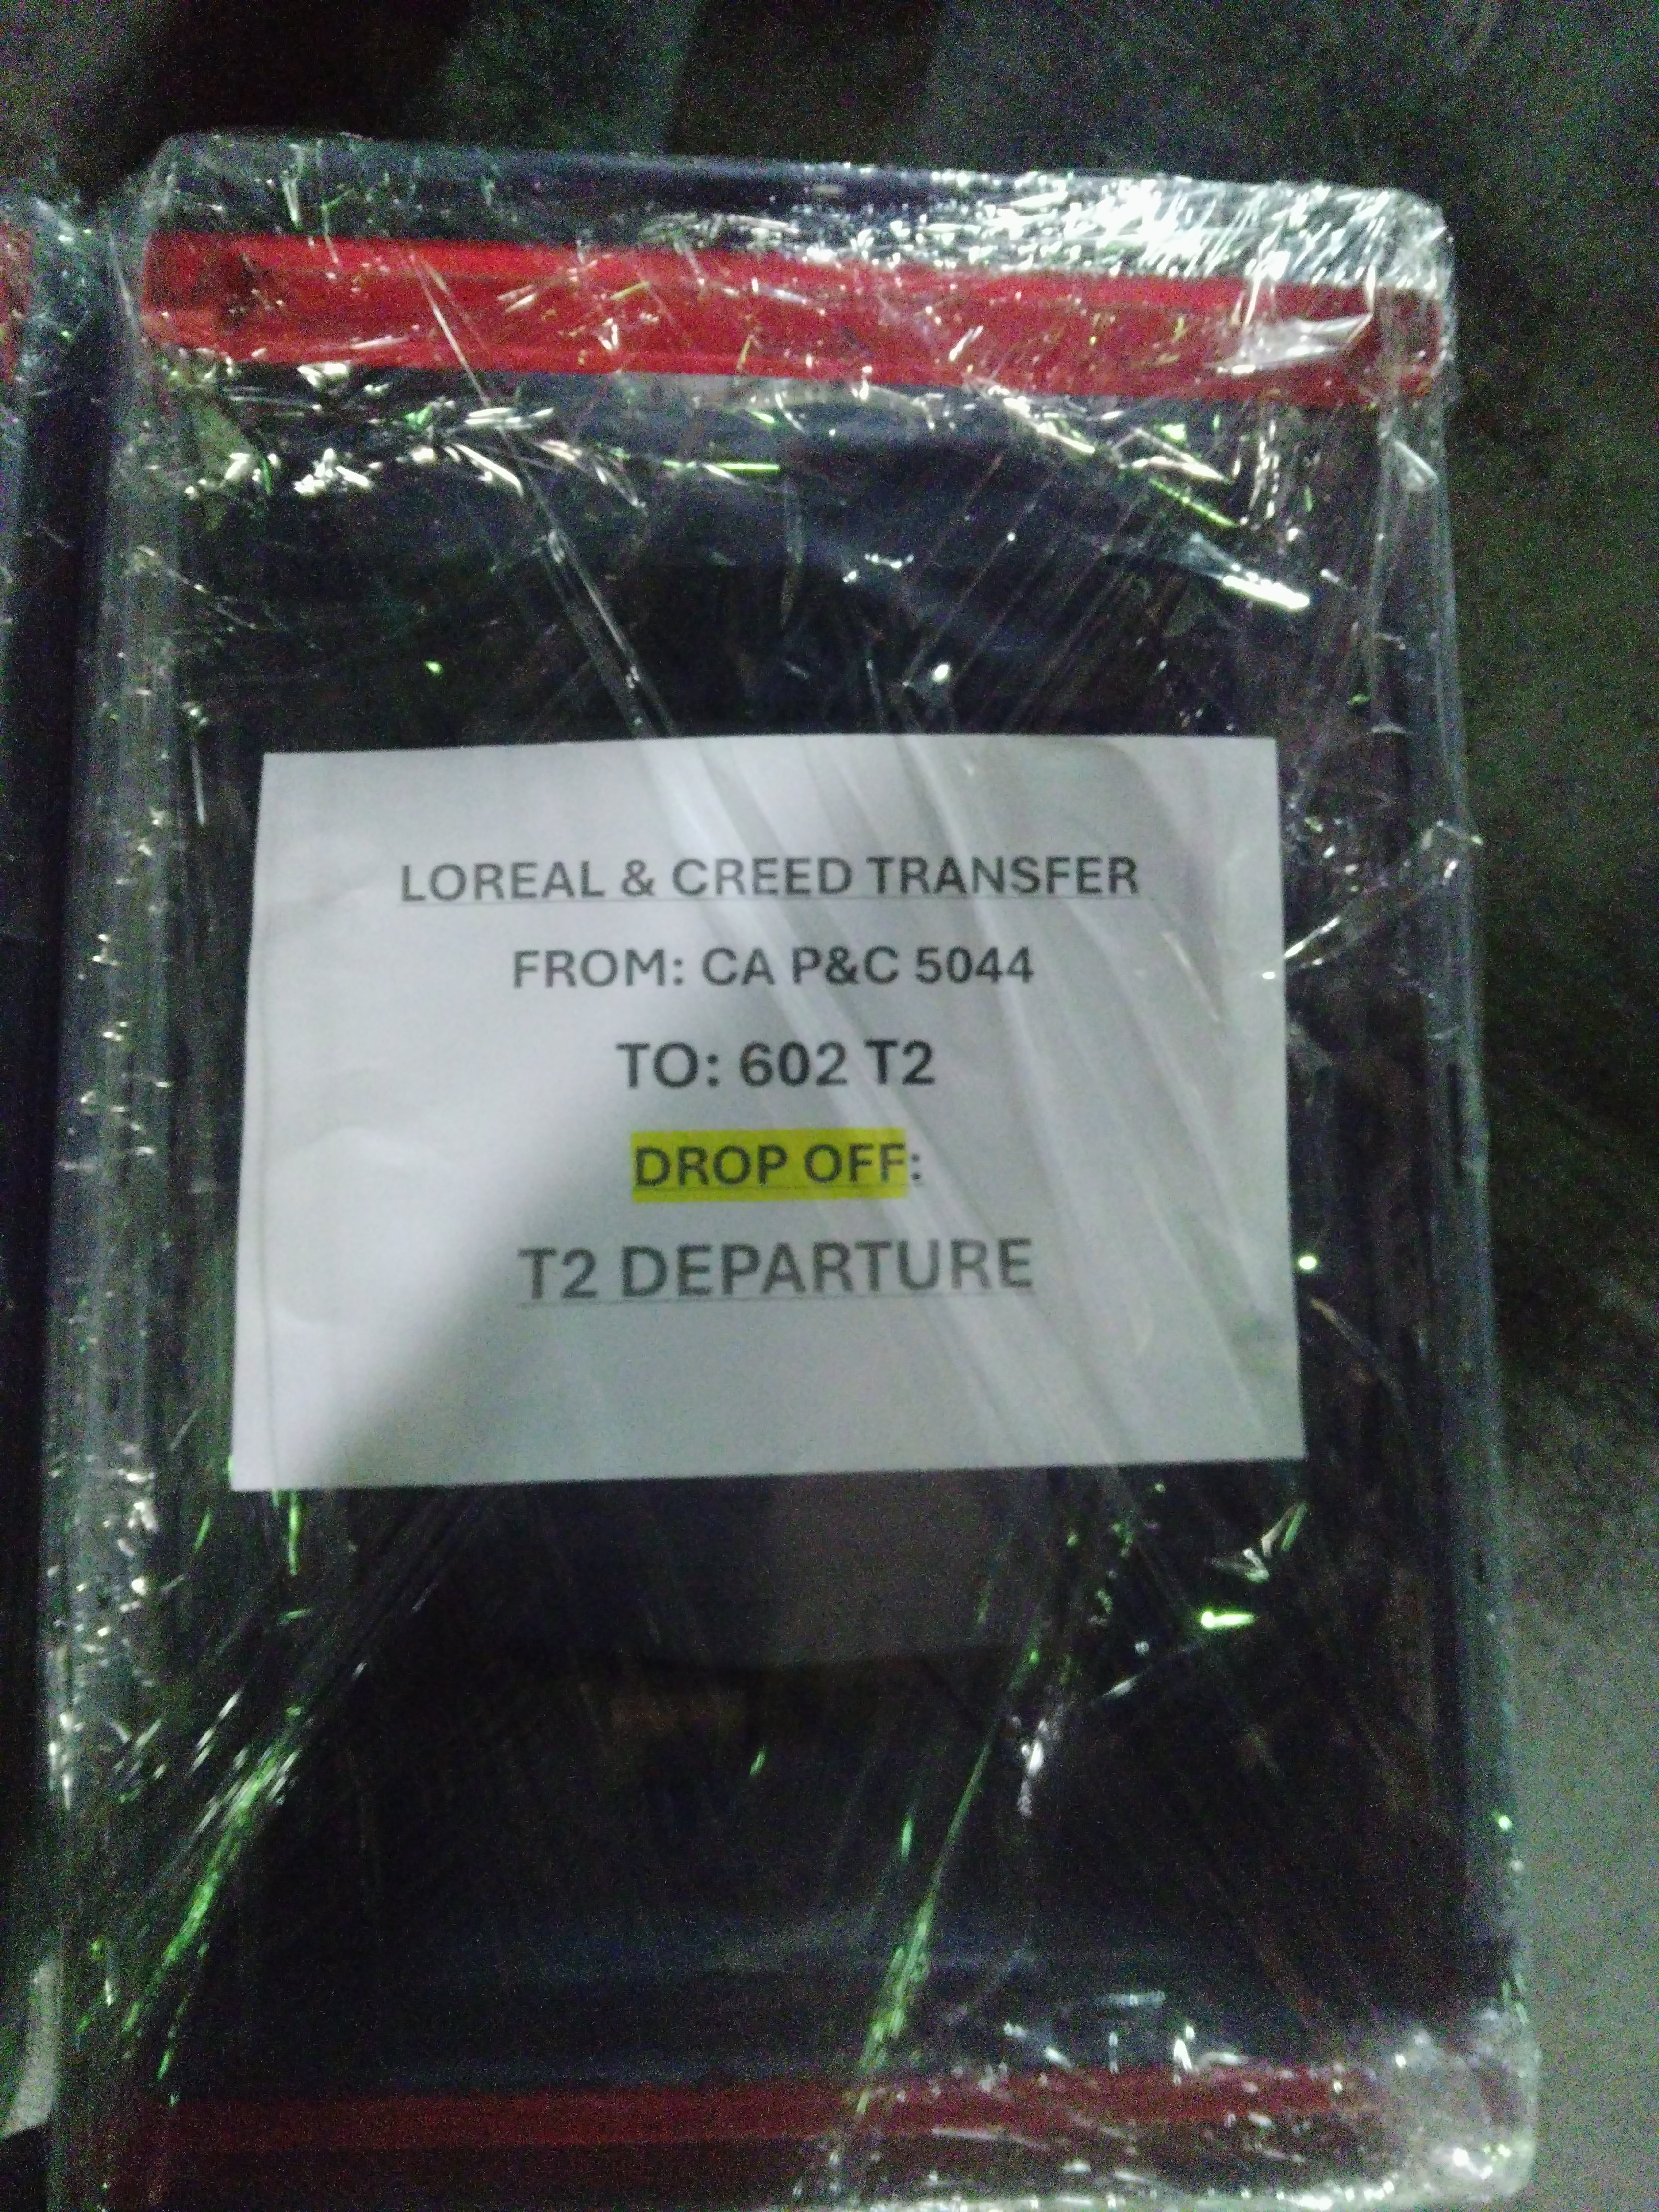 LOREAL & CREED TRANSFER
FROM: CA P&C 5044
TO: 602 T2
DROP OFF:
T2 DEPARTURE